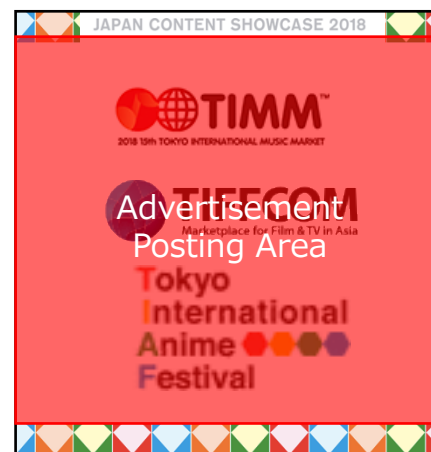 JAPAN CONTENT SHOWCASE 2018
TIMM™
2018 15th TOKYO INTERNATIONAL MUSIC MARKET
TIFFCOM
Advertisement
Marketplace for Film & TV in Asia
Posting Area
Tokyo
International
Anime
Festival